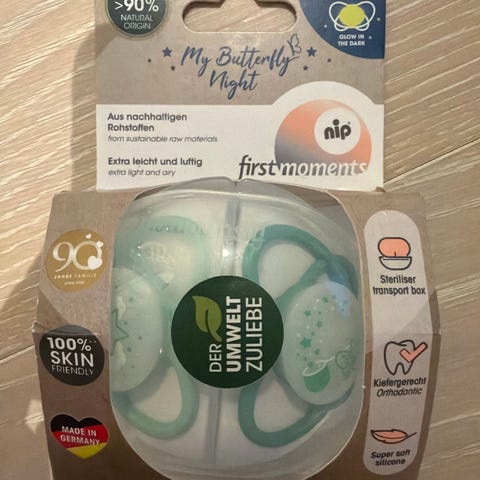 >90%
NATURAL
ORIGIN
My Butterfly
Night
GLOW IN
THE DARK
Aus nachhaltigen
Rohstoffen
from sustainable raw materials
Extra leicht und luftig
extra light and airy
nip
firstmoments
90
JAHRE FAMILIE
100%
SKIN
FRIENDLY
MADE IN
GERMANY
DER
UMWELT
ZULIEBE
Steriliser
transport box
Kiefergerecht
Orthodontic
Super soft
silicone